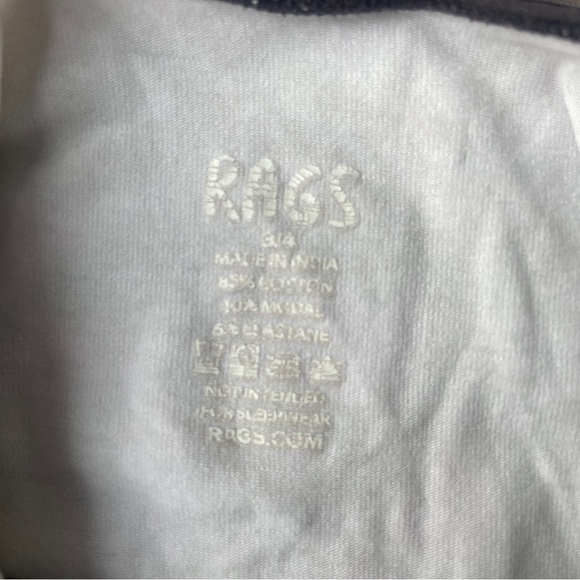 RAGS
3/4
MADE IN INDIA
85% COTTON
10% MODAL
5% ELASTANE
NOT INTENDED
FOR SLEEPWEAR
RAGS.COM